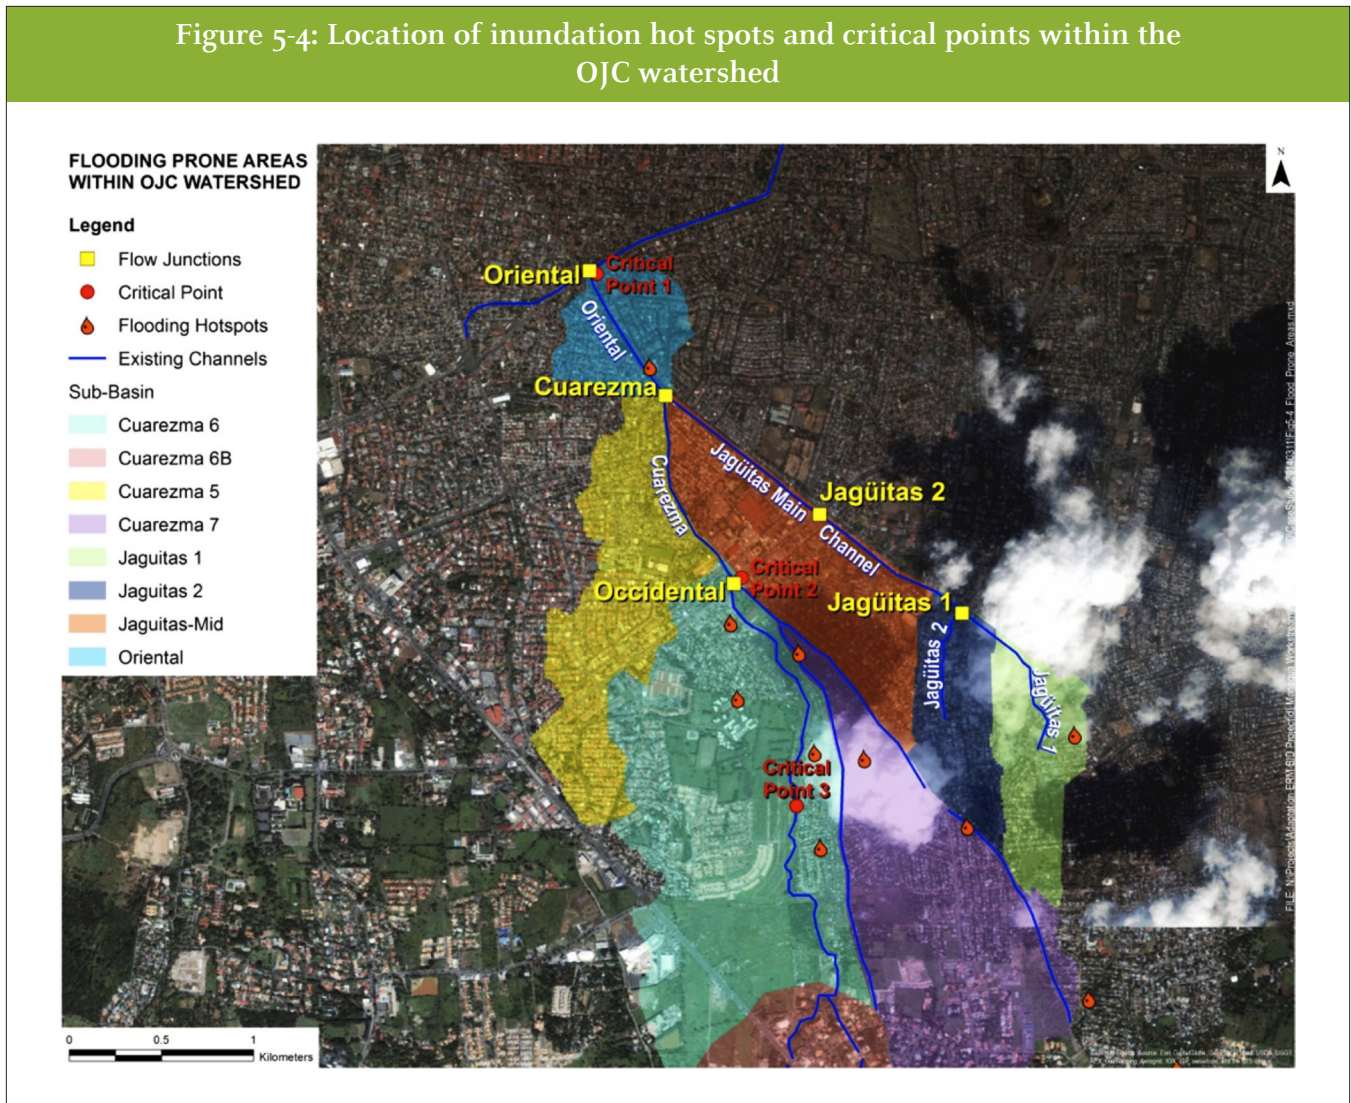 Figure 5-4: Location of inundation hot spots and critical points within the
OJC watershed
FLOODING PRONE AREAS
WITHIN OJC WATERSHED
Legend
Flow Junctions
Critical Point
Flooding Hotspots
Existing Channels
Sub-Basin
Cuarezma 6
Cuarezma 6B
Cuarezma 5
Cuarezma 7
Jaguitas 1
Jaguitas 2
Jaguitas-Mid
Oriental
N
Oriental
Critical
Point 1
Oriental
Cuarezma
Cuarezma
Jagüitas Main
Channel
Jagüitas 2
Critical
Point 2
Occidental
Jagüitas 1
Jagüitas 2
Jagüitas 1
Critical
Point 3
0 0.5 1
Kilometers